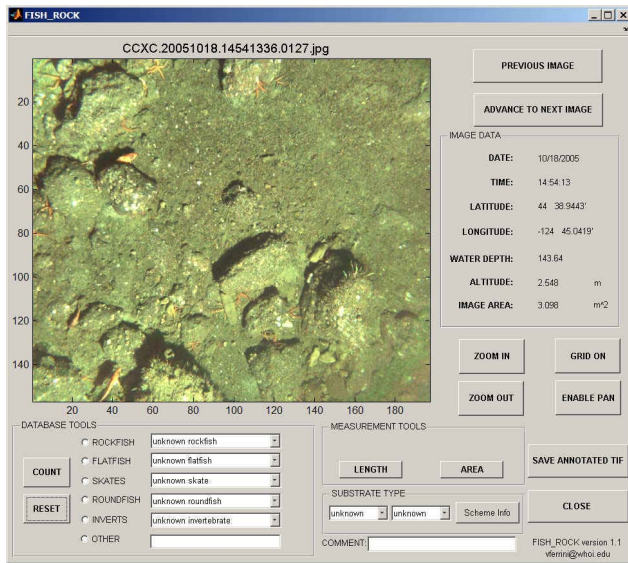 FISH_ROCK
CCXC.20051018.14541336.0127.jpg
20
40
60
80
100
120
140
20 40 60 80 100 120 140 160 180
PREVIOUS IMAGE
ADVANCE TO NEXT IMAGE
IMAGE DATA
DATE: 10/18/2005
TIME: 14:54:13
LATITUDE: 44 38.9443'
LONGITUDE: -124 45.0419'
WATER DEPTH: 143.64
ALTITUDE: 2.548 m
IMAGE AREA: 3.098 m^2
ZOOM IN
GRID ON
ZOOM OUT
ENABLE PAN
DATABASE TOOLS
COUNT
RESET
ROCKFISH unknown rockfish
FLATFISH unknown flatfish
SKATES unknown skate
ROUNDFISH unknown roundfish
INVERTS unknown invertebrate
OTHER
MEASUREMENT TOOLS
LENGTH
AREA
SUBSTRATE TYPE
unknown unknown Scheme Info
COMMENT:
SAVE ANNOTATED TIF
CLOSE
FISH_ROCK version 1.1
vferrini@whoi.edu